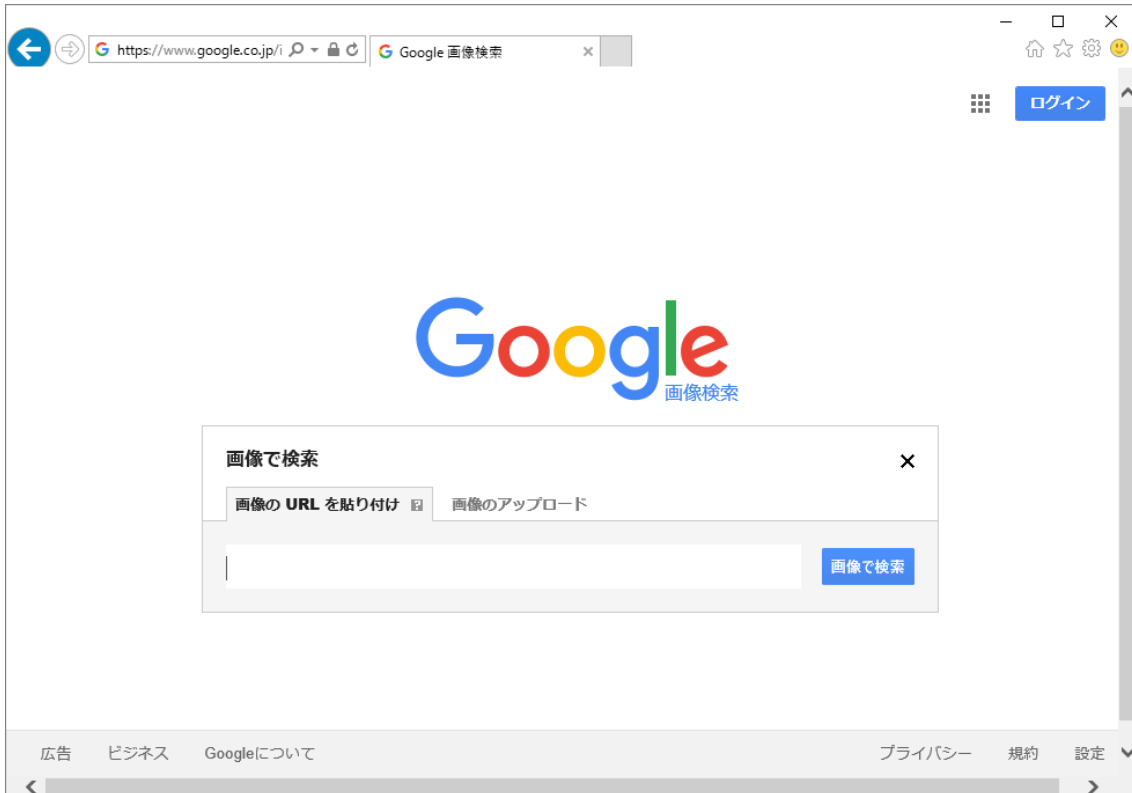 https://www.google.co.jp/i
Google 画像検索
ログイン
Google
画像検索
画像で検索
画像の URL を貼り付け ?
画像のアップロード
画像で検索
広告 ビジネス Googleについて プライバシー 規約 設定